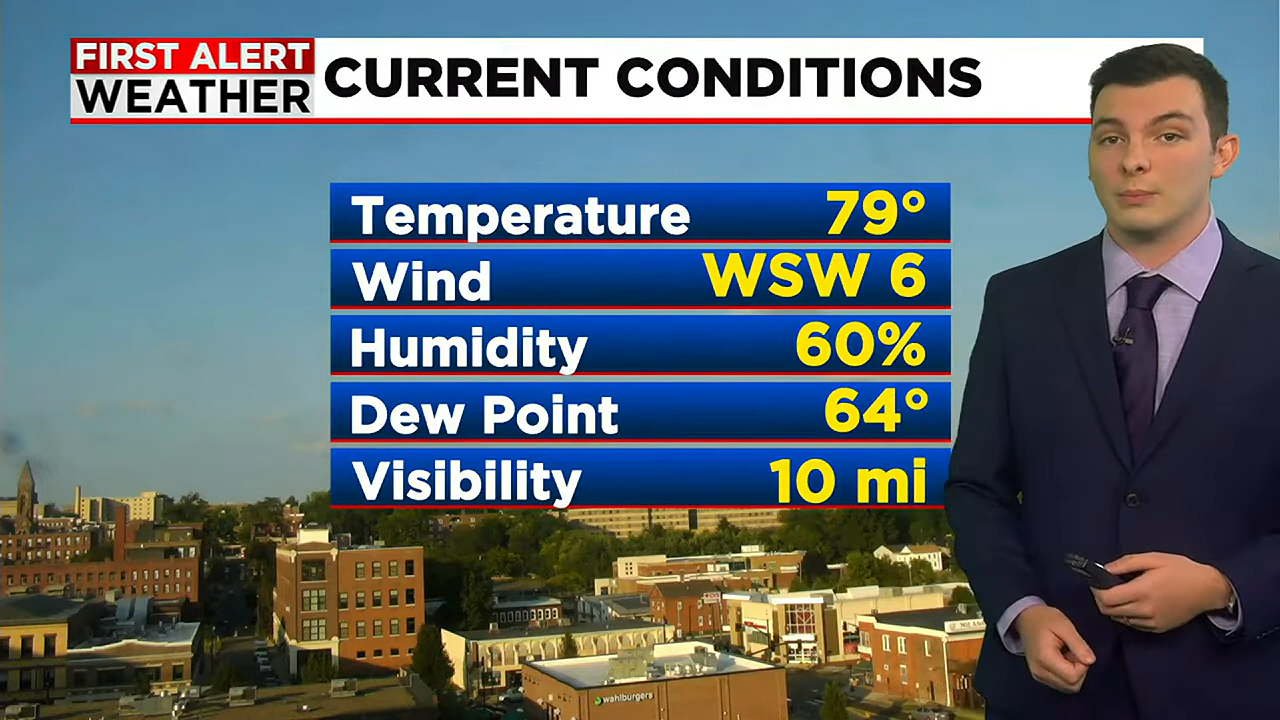 FIRST ALERT
WEATHER
CURRENT CONDITIONS
Temperature 79°
Wind WSW 6
Humidity 60%
Dew Point 64°
Visibility 10 mi
wahlburgers